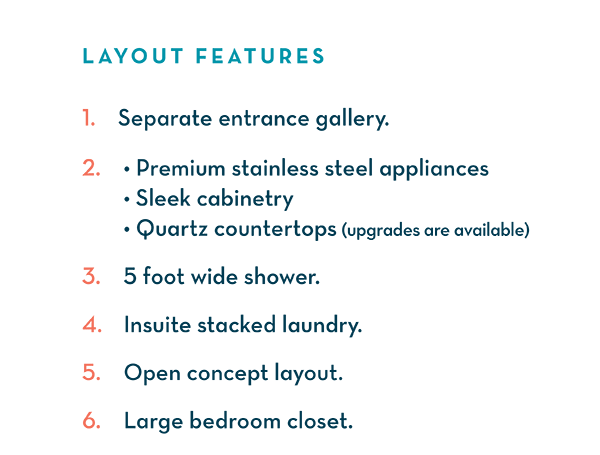 LAYOUT FEATURES
1. Separate entrance gallery.
2. • Premium stainless steel appliances
• Sleek cabinetry
• Quartz countertops (upgrades are available)
3. 5 foot wide shower.
4. Insuite stacked laundry.
5. Open concept layout.
6. Large bedroom closet.